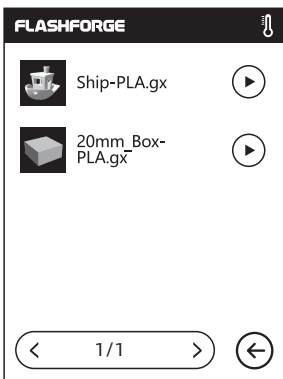 FLASHFORGE
Ship-PLA.gx
20mm_Box-
PLA.gx
1/1